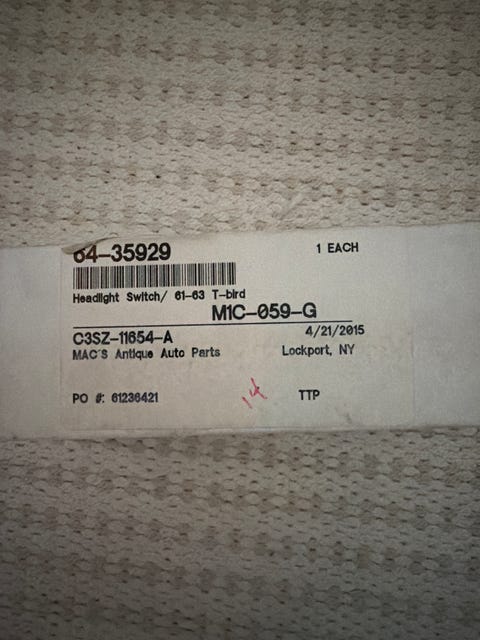 64-35929
1 EACH
Headlight Switch/ 61-63 T-bird
M1C-059-G
C3SZ-11654-A
4/21/2015
MAC'S Antique Auto Parts
Lockport, NY
PO #: 61236421
14
TTP